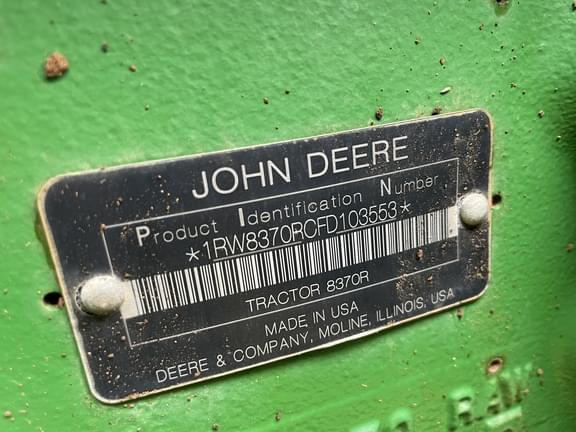 JOHN DEERE
Product Identification Number
*1RW8370RCFD103553*
TRACTOR 8370R
MADE IN USA
DEERE & COMPANY, MOLINE, ILLINOIS, USA